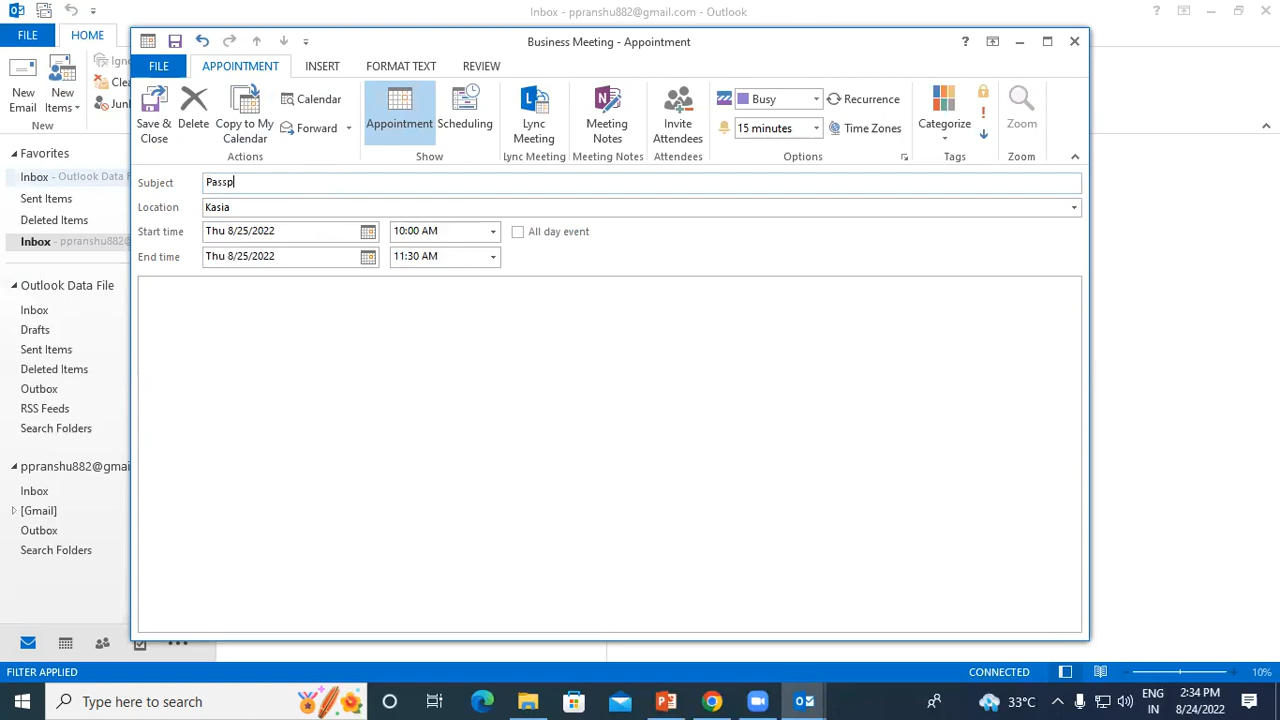 Inbox - ppranshu882@gmail.com - Outlook
?
FILE
HOME
New Email
New Items
Clea
Junk
New
Business Meeting - Appointment
?
FILE
APPOINTMENT
INSERT
FORMAT TEXT
REVIEW
Save & Close
Delete
Copy to My Calendar
Calendar
Forward
Actions
Appointment
Scheduling
Show
Lync Meeting
Lync Meeting
Meeting Notes
Meeting Notes
Invite Attendees
Attendees
Busy
15 minutes
Recurrence
Time Zones
Options
Categorize
Tags
Zoom
Zoom
Subject
Passp
Location
Kasia
Start time
Thu 8/25/2022
10:00 AM
All day event
End time
Thu 8/25/2022
11:30 AM
Favorites
Inbox - Outlook Data F
Sent Items
Deleted Items
Inbox - ppranshu882@
Outlook Data File
Inbox
Drafts
Sent Items
Deleted Items
Outbox
RSS Feeds
Search Folders
ppranshu882@gmai
Inbox
[Gmail]
Outbox
Search Folders
FILTER APPLIED
CONNECTED
10%
Type here to search
33°C
ENG
IN
2:34 PM
8/24/2022